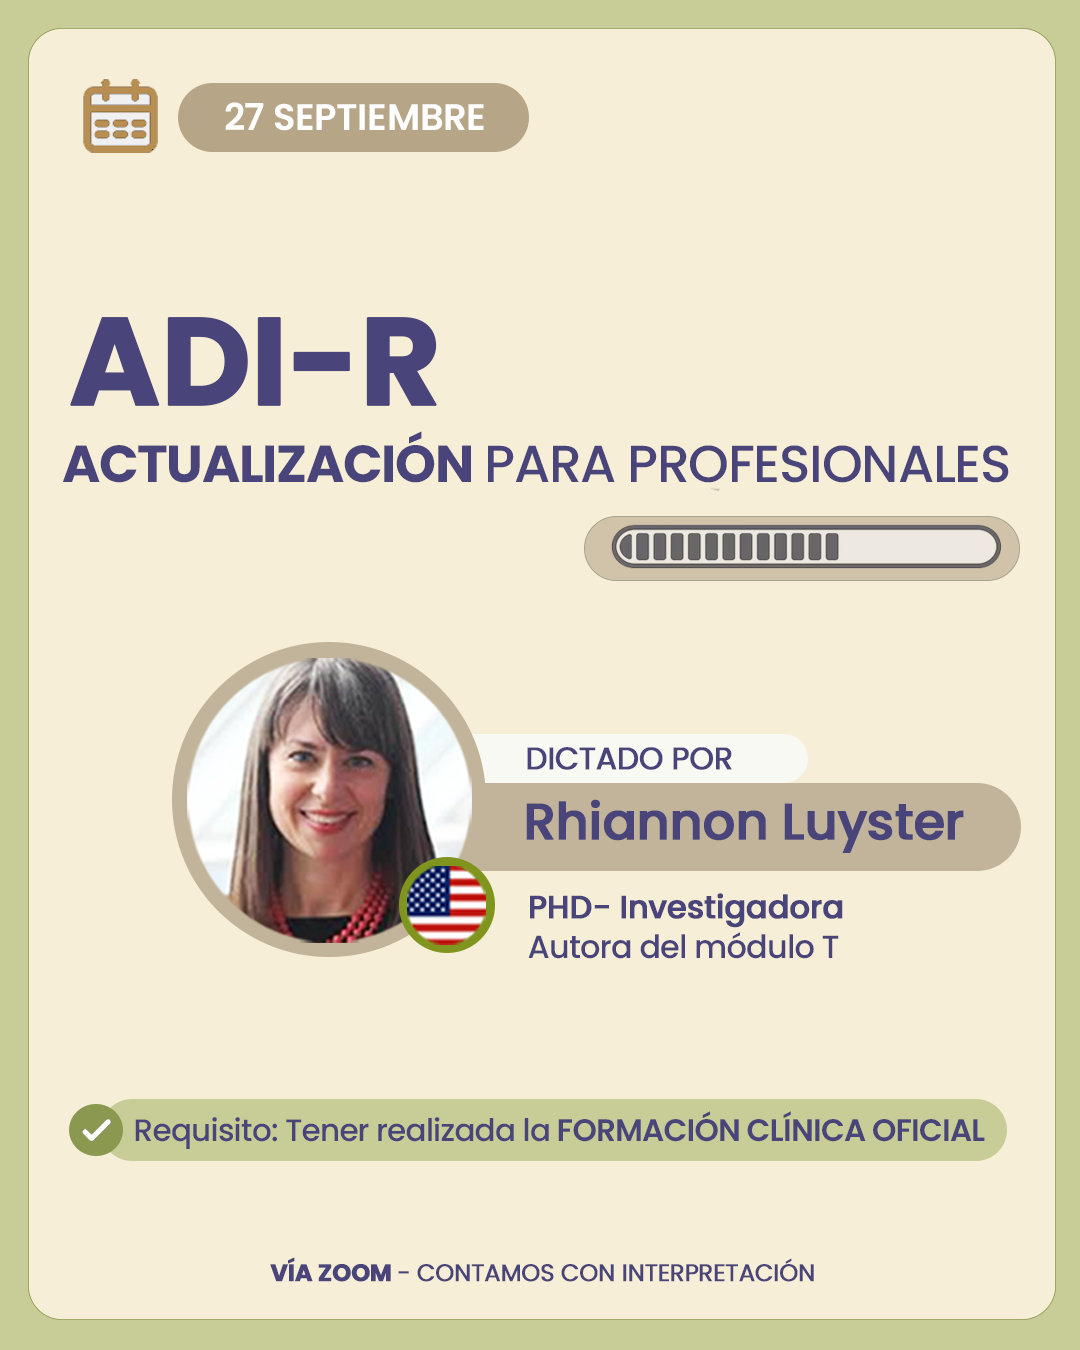 27 SEPTIEMBRE
ADI-R
ACTUALIZACIÓN PARA PROFESIONALES
DICTADO POR
Rhiannon Luyster
PHD- Investigadora
Autora del módulo T
Requisito: Tener realizada la FORMACIÓN CLÍNICA OFICIAL
VÍA ZOOM - CONTAMOS CON INTERPRETACIÓN